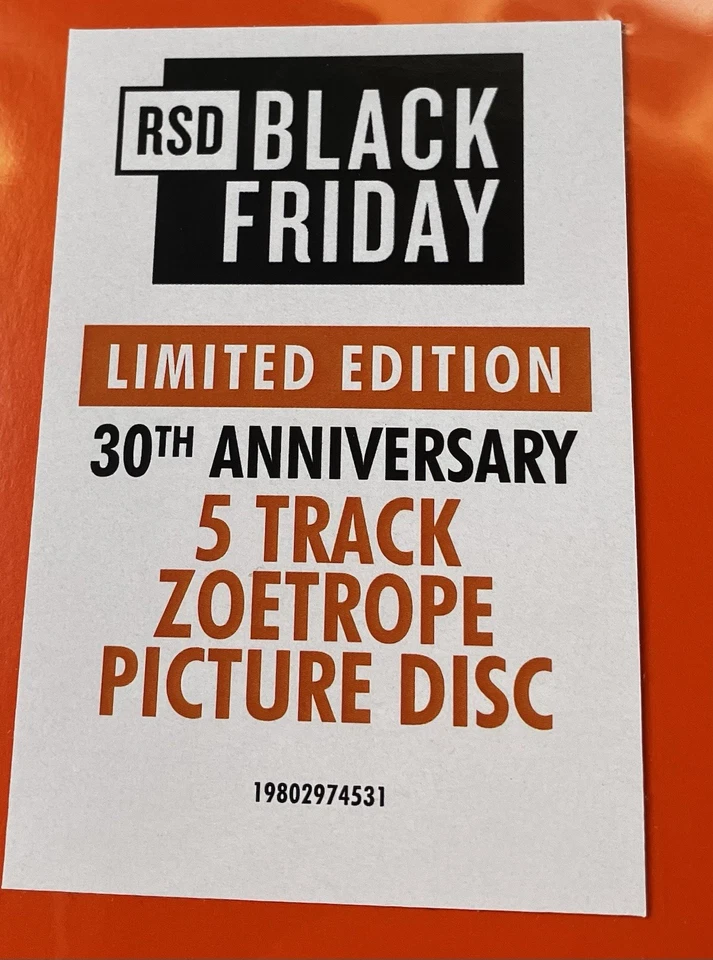 RSD BLACK
FRIDAY
LIMITED EDITION
30TH ANNIVERSARY
5 TRACK
ZOETROPE
PICTURE DISC
19802974531